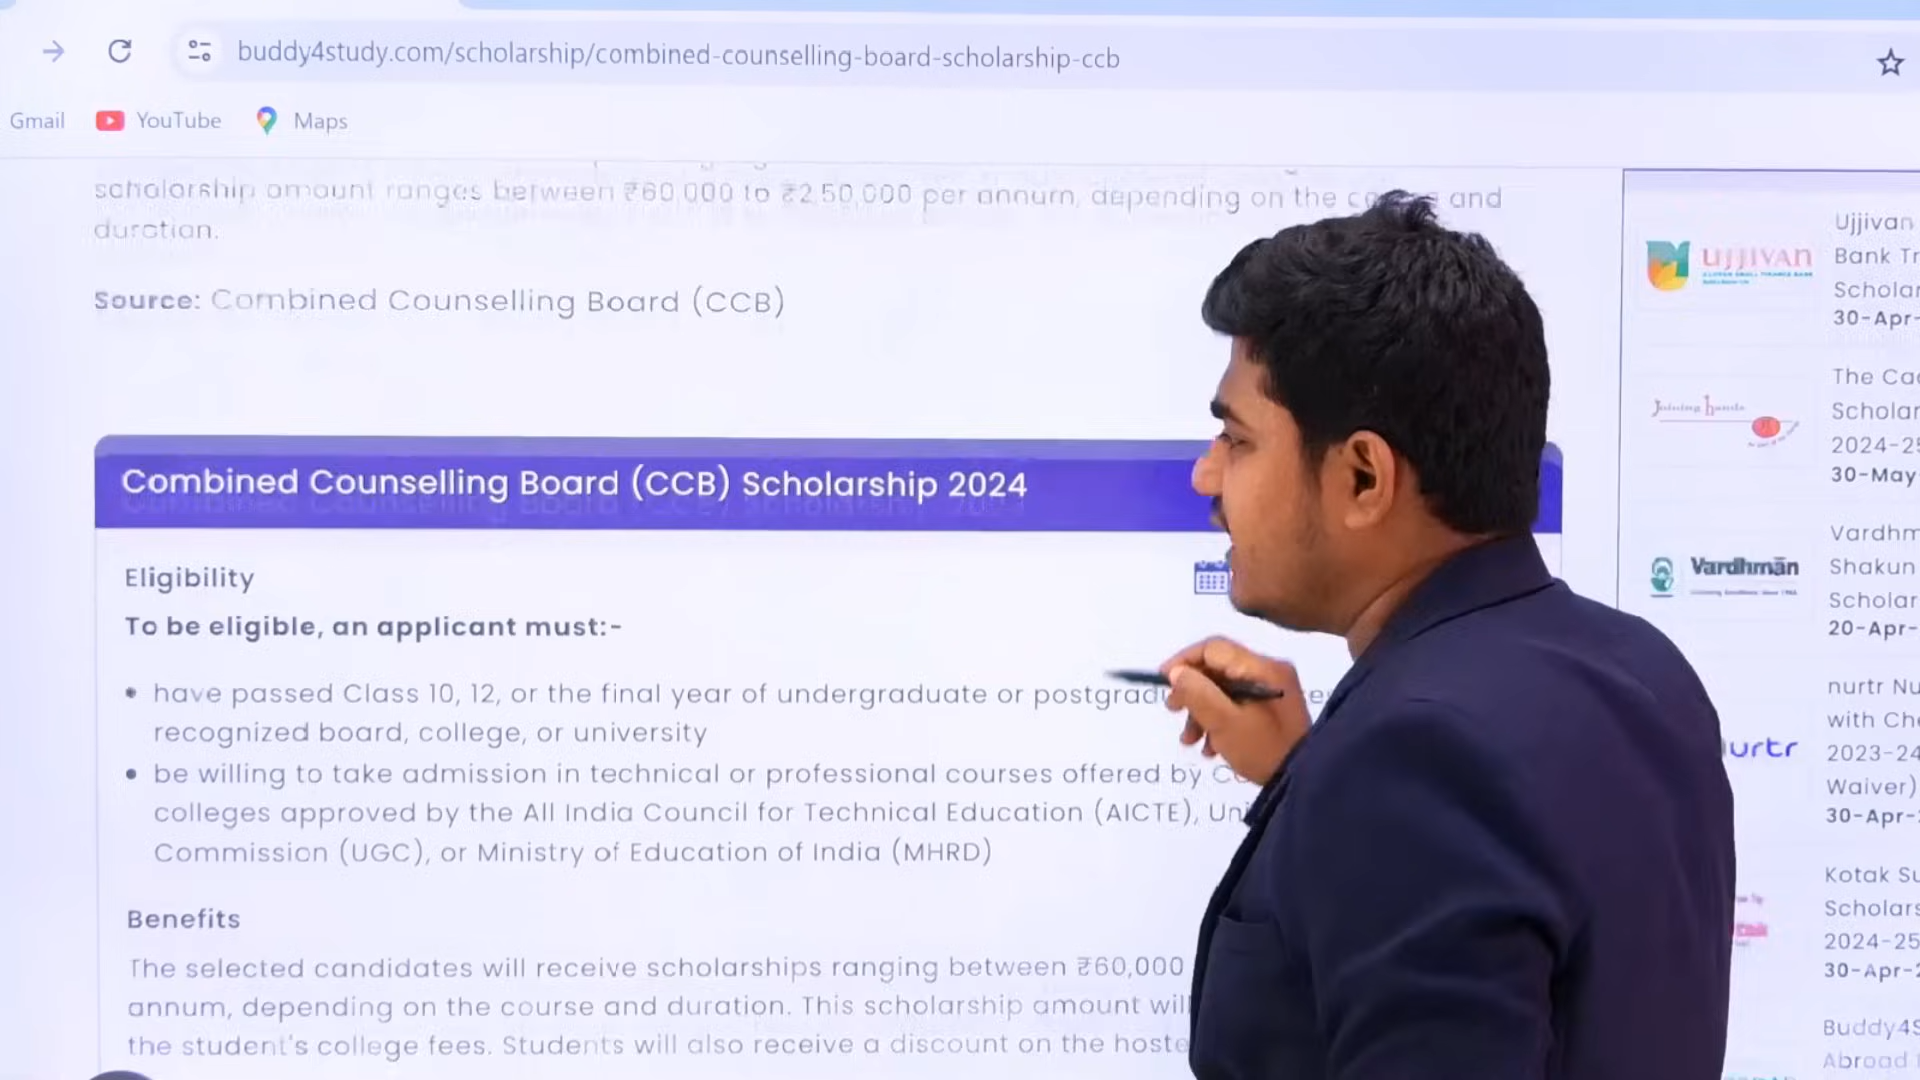 buddy4study.com/scholarship/combined-counselling-board-scholarship-ccb
Gmail YouTube Maps
scholarship amount ranges between ₹60,000 to ₹2,50,000 per annum, depending on the and
duration.
Source: Combined Counselling Board (CCB)
Combined Counselling Board (CCB) Scholarship 2024
Eligibility
To be eligible, an applicant must:-
• have passed Class 10, 12, or the final year of undergraduate or
recognized board, college, or university
• be willing to take admission in technical or professional courses offered by
colleges approved by the All India Council for Technical Education (AICTE),
Commission (UGC), or Ministry of Education of India (MHRD)
Benefits
The selected candidates will receive scholarships ranging between ₹60,000
annum, depending on the course and duration. This scholarship amount will
the student's college fees. Students will also receive a discount on the
UJJIVAN
Ujjivan
Bank
30-Apr-
Joining hands
The
2024-25
30-May
Vardhmān
Shakun
20-Apr-
nurtr
with
2023-24
Waiver)
30-Apr-
Kotak
2024-25
30-Apr-
Abroad